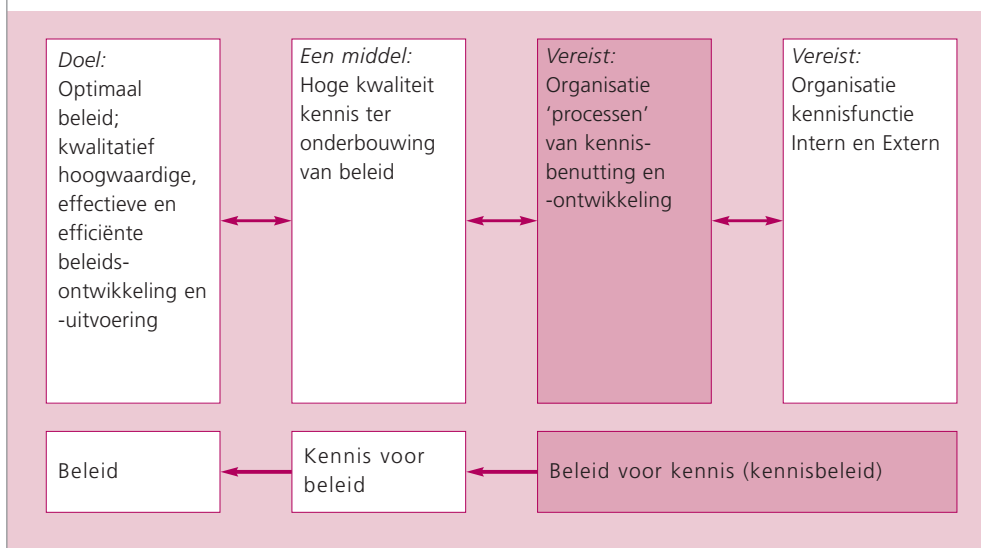 Doel:
Optimaal
beleid;
kwalitatief
hoogwaardige,
effectieve en
efficiënte
beleids-
ontwikkeling en
-uitvoering
Een middel:
Hoge kwaliteit
kennis ter
onderbouwing
van beleid
Vereist:
Organisatie
‘processen’
van kennis-
benutting en
-ontwikkeling
Vereist:
Organisatie
kennisfunctie
Intern en Extern
Beleid
Kennis voor
beleid
Beleid voor kennis (kennisbeleid)